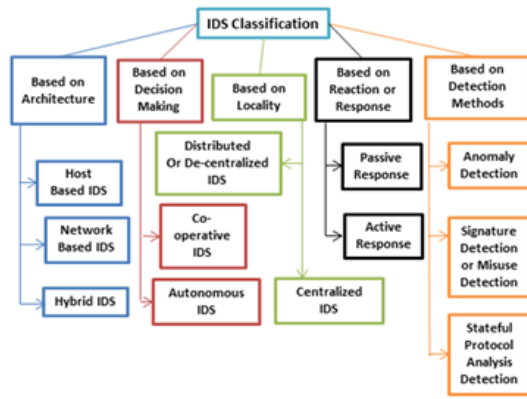 IDS Classification
Based on
Architecture
Based on
Decision
Making
Based on
Locality
Based on
Reaction or
Response
Based on
Detection
Methods
Host
Based IDS
Network
Based IDS
Hybrid IDS
Co-
operative
IDS
Autonomous
IDS
Distributed
Or De-centralized
IDS
Centralized
IDS
Passive
Response
Active
Response
Anomaly
Detection
Signature
Detection
or Misuse
Detection
Stateful
Protocol
Analysis
Detection